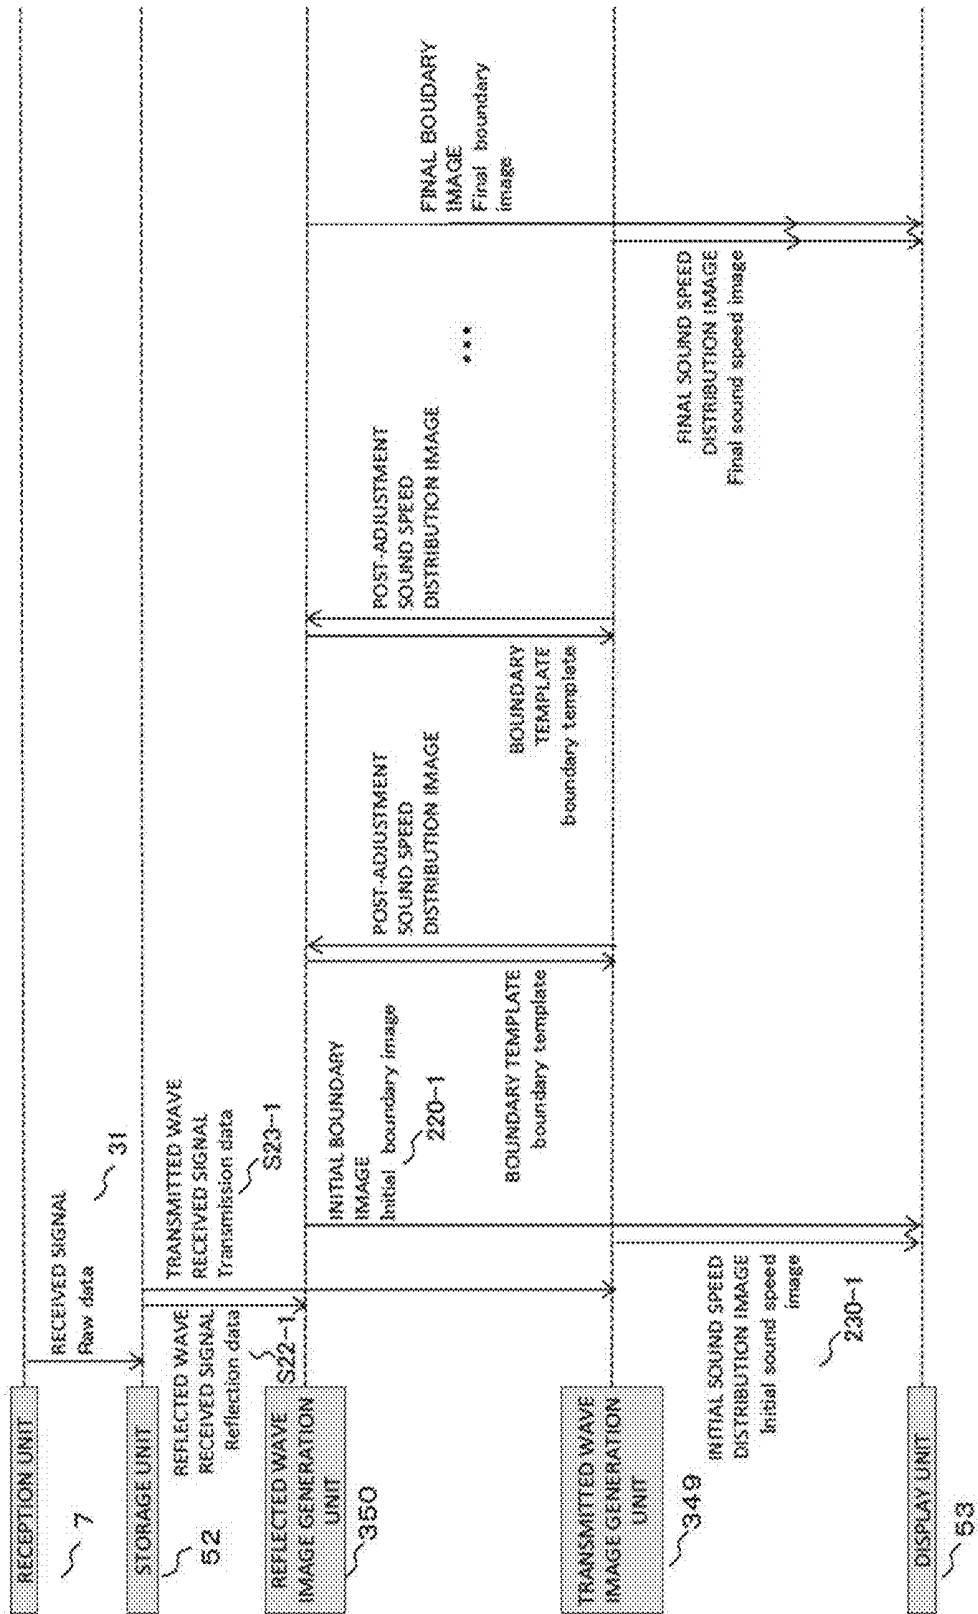 RECEPTION UNIT
7
STORAGE UNIT
52
REFLECTED WAVE
IMAGE GENERATION
UNIT
350
TRANSMITTED WAVE
IMAGE GENERATION
UNIT
349
DISPLAY UNIT
53
RECEIVED SIGNAL
Raw data
31
REFLECTED WAVE
RECEIVED SIGNAL
Reflection data
S22-1
TRANSMITTED WAVE
RECEIVED SIGNAL
Transmission data
S23-1
INITIAL SOUND SPEED
DISTRIBUTION IMAGE
Initial sound speed
image
230-1
INITIAL BOUNDARY
IMAGE
Initial boundary image
220-1
BOUNDARY TEMPLATE
boundary template
POST-ADJUSTMENT
SOUND SPEED
DISTRIBUTION IMAGE
BOUNDARY
TEMPLATE
boundary template
POST-ADJUSTMENT
SOUND SPEED
DISTRIBUTION IMAGE
...
FINAL SOUND SPEED
DISTRIBUTION IMAGE
Final sound speed image
FINAL BOUDARY
IMAGE
Final boundary
image